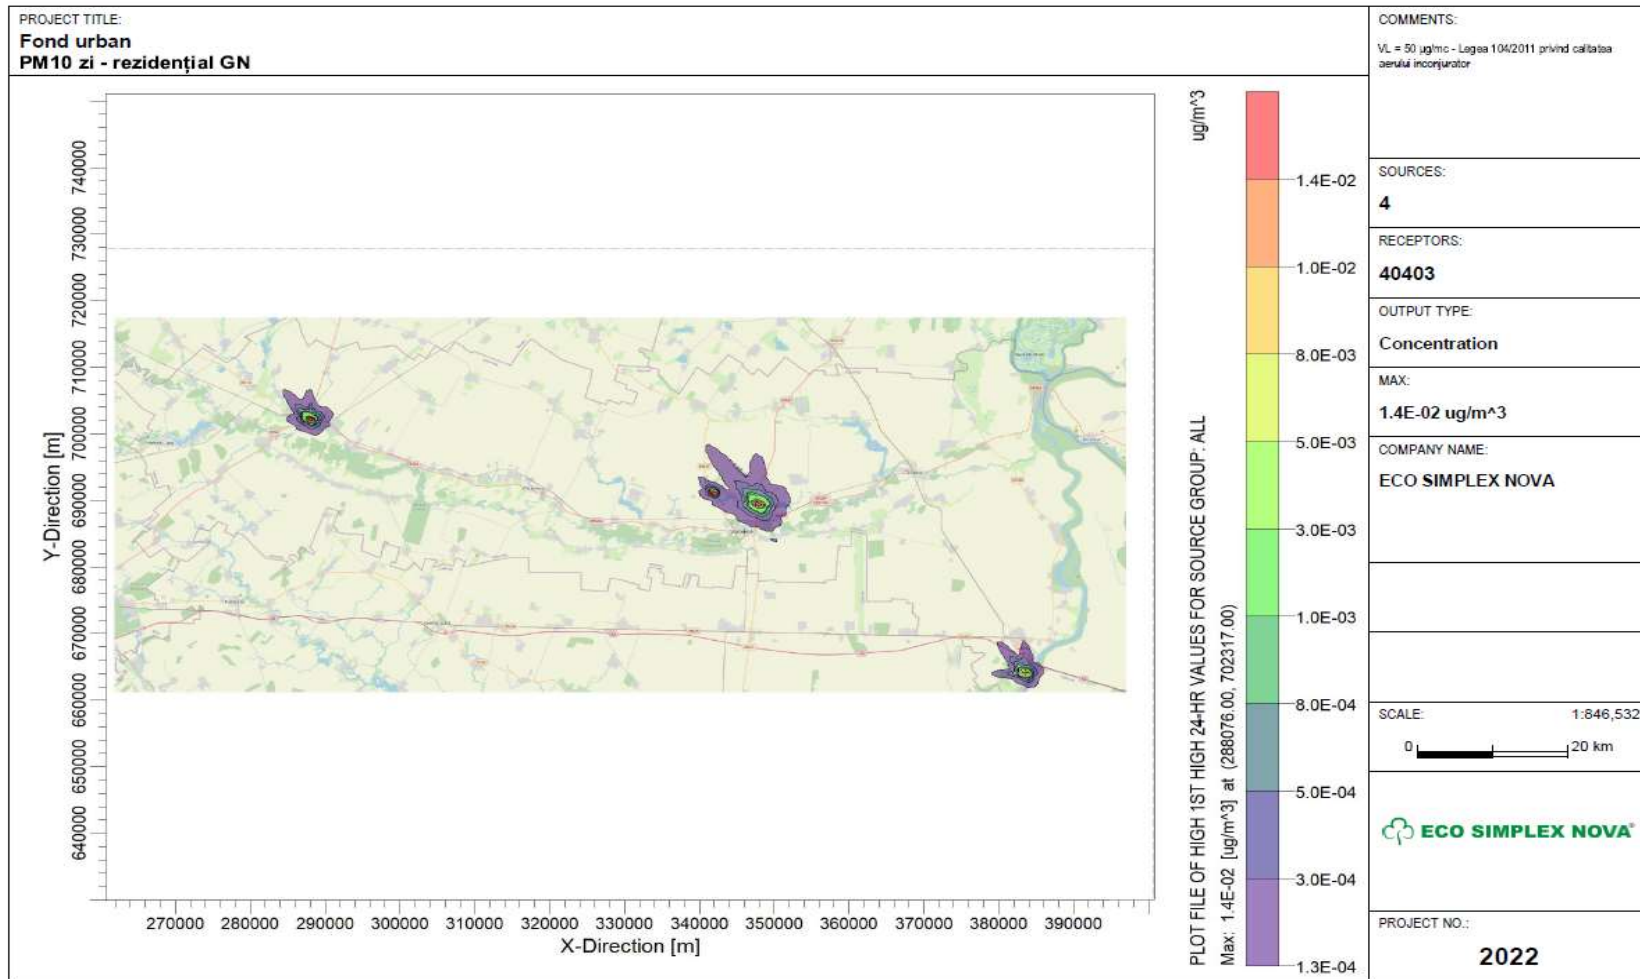 PROJECT TITLE:
Fond urban
PM10 zi - rezidențial GN
COMMENTS:
VL = 50 µg/mc - Legea 104/2011 privind calitatea
aerului inconjurator
SOURCES:
4
RECEPTORS:
40403
OUTPUT TYPE:
Concentration
MAX:
1.4E-02 ug/m^3
COMPANY NAME:
ECO SIMPLEX NOVA
SCALE:
1:846,532
0
20 km
ECO SIMPLEX NOVA
PROJECT NO.:
2022
Y-Direction [m]
740000
730000
720000
710000
700000
690000
680000
670000
660000
650000
640000
270000 280000 290000 300000 310000 320000 330000 340000 350000 360000 370000 380000 390000
X-Direction [m]
PLOT FILE OF HIGH 1ST HIGH 24-HR VALUES FOR SOURCE GROUP: ALL
ug/m^3
Max: 1.4E-02 [ug/m^3] at (288076.00, 702317.00)
1.4E-02
1.0E-02
8.0E-03
5.0E-03
3.0E-03
1.0E-03
8.0E-04
5.0E-04
3.0E-04
1.3E-04